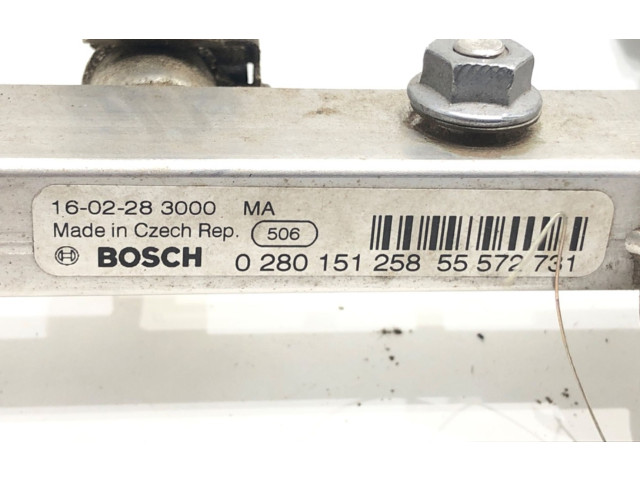 16-02-28 3000 MA
Made in Czech Rep. 506
BOSCH 0 280 151 258 55 572 731